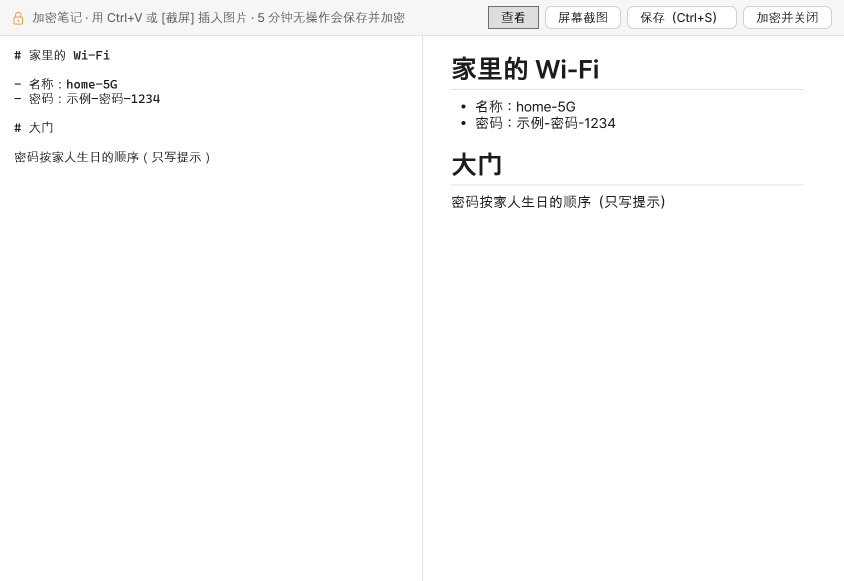 加密笔记 · 用 Ctrl+V 或 [截屏] 插入图片 · 5 分钟无操作会保存并加密
查看
屏幕截图
保存（Ctrl+S）
加密并关闭
# 家里的 Wi-Fi
- 名称：home-5G
- 密码：示例-密码-1234
# 大门
密码按家人生日的顺序（只写提示）
家里的 Wi-Fi
• 名称：home-5G
• 密码：示例-密码-1234
大门
密码按家人生日的顺序（只写提示）